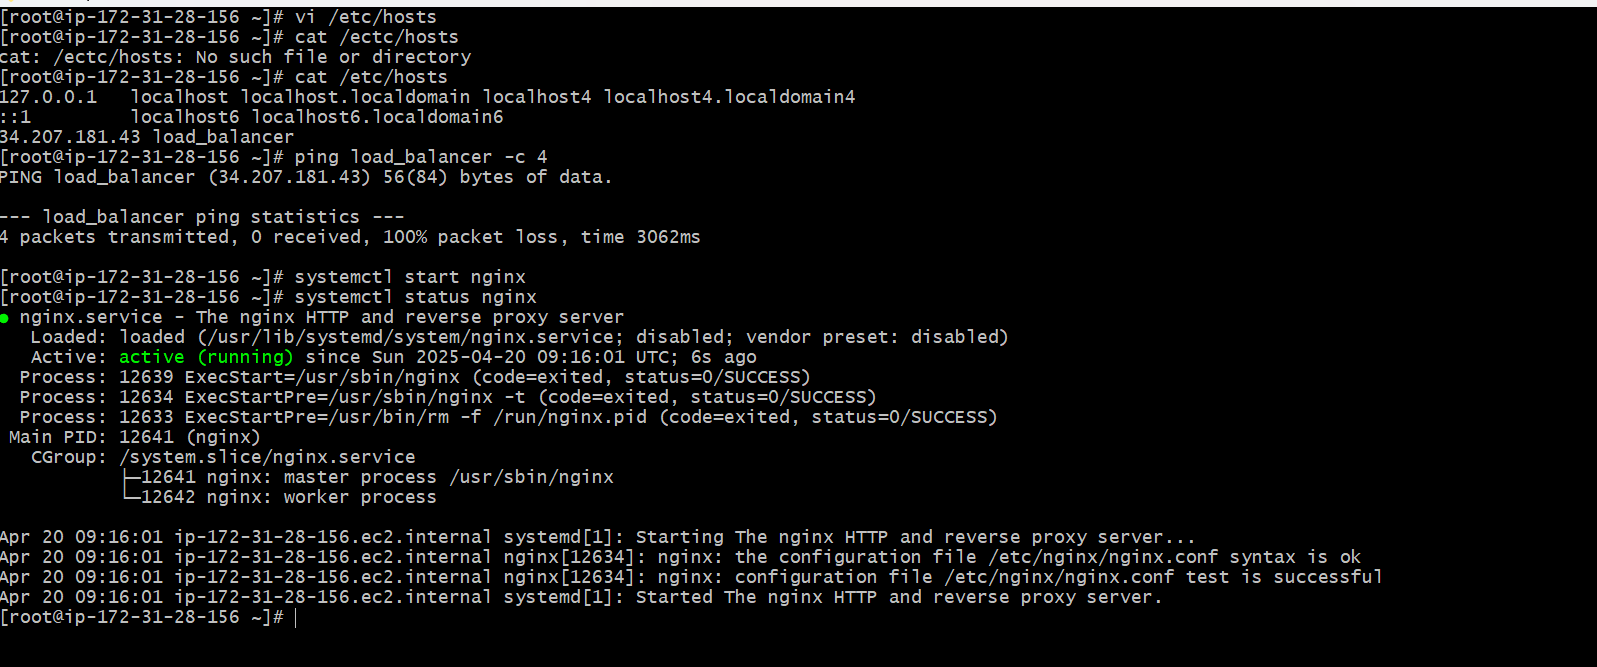 [root@ip-172-31-28-156 ~]# vi /etc/hosts
[root@ip-172-31-28-156 ~]# cat /ectc/hosts
cat: /ectc/hosts: No such file or directory
[root@ip-172-31-28-156 ~]# cat /etc/hosts
127.0.0.1   localhost localhost.localdomain localhost4 localhost4.localdomain4
::1         localhost6 localhost6.localdomain6
34.207.181.43 load_balancer
[root@ip-172-31-28-156 ~]# ping load_balancer -c 4
PING load_balancer (34.207.181.43) 56(84) bytes of data.
--- load_balancer ping statistics ---
4 packets transmitted, 0 received, 100% packet loss, time 3062ms
[root@ip-172-31-28-156 ~]# systemctl start nginx
[root@ip-172-31-28-156 ~]# systemctl status nginx
● nginx.service - The nginx HTTP and reverse proxy server
   Loaded: loaded (/usr/lib/systemd/system/nginx.service; disabled; vendor preset: disabled)
   Active: active (running) since Sun 2025-04-20 09:16:01 UTC; 6s ago
  Process: 12639 ExecStart=/usr/sbin/nginx (code=exited, status=0/SUCCESS)
  Process: 12634 ExecStartPre=/usr/sbin/nginx -t (code=exited, status=0/SUCCESS)
  Process: 12633 ExecStartPre=/usr/bin/rm -f /run/nginx.pid (code=exited, status=0/SUCCESS)
 Main PID: 12641 (nginx)
   CGroup: /system.slice/nginx.service
           ├─12641 nginx: master process /usr/sbin/nginx
           └─12642 nginx: worker process
Apr 20 09:16:01 ip-172-31-28-156.ec2.internal systemd[1]: Starting The nginx HTTP and reverse proxy server...
Apr 20 09:16:01 ip-172-31-28-156.ec2.internal nginx[12634]: nginx: the configuration file /etc/nginx/nginx.conf syntax is ok
Apr 20 09:16:01 ip-172-31-28-156.ec2.internal nginx[12634]: nginx: configuration file /etc/nginx/nginx.conf test is successful
Apr 20 09:16:01 ip-172-31-28-156.ec2.internal systemd[1]: Started The nginx HTTP and reverse proxy server.
[root@ip-172-31-28-156 ~]#